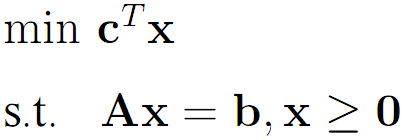 min c^T x
s.t. Ax = b, x ≥ 0